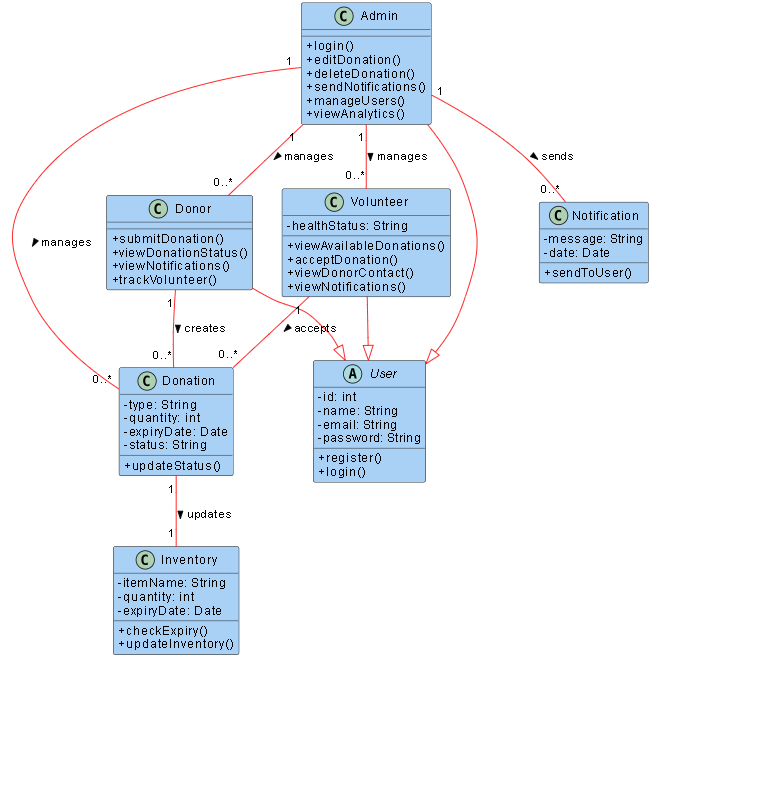 C Admin
+login()
+editDonation()
+deleteDonation()
+sendNotifications()
+manageUsers()
+viewAnalytics()
1
1
1
1
manages
manages
sends
0..*
0..*
0..*
C Donor
+submitDonation()
+viewDonationStatus()
+viewNotifications()
+trackVolunteer()
C Volunteer
-healthStatus: String
+viewAvailableDonations()
+acceptDonation()
+viewDonorContact()
+viewNotifications()
C Notification
-message: String
-date: Date
+sendToUser()
manages
1
1
creates
accepts
0..*
0..*
0..*
C Donation
-type: String
-quantity: int
-expiryDate: Date
-status: String
+updateStatus()
A User
-id: int
-name: String
-email: String
-password: String
+register()
+login()
1
updates
1
C Inventory
-itemName: String
-quantity: int
-expiryDate: Date
+checkExpiry()
+updateInventory()